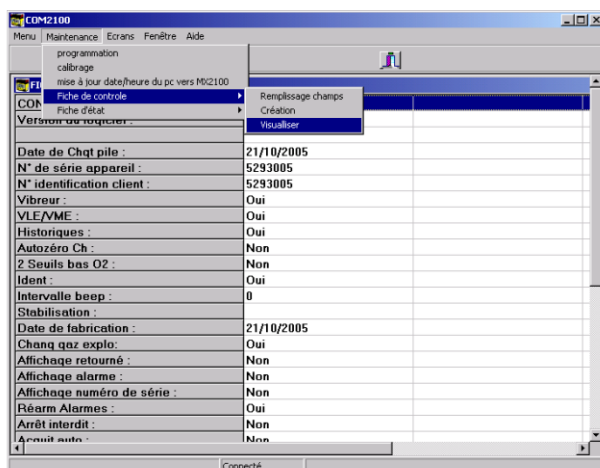 COM2100
Menu Maintenance Ecrans Fenêtre Aide
programmation
calibrage
mise à jour date/heure du pc vers MX2100
Fiche de controle
Fiche d'état
Remplissage champs
Création
Visualiser
FI
CON
Version du logiciel :
Date de Chgt pile : 21/10/2005
N° de série appareil : 5293005
N° identification client : 5293005
Vibreur : Oui
VLE/VME : Oui
Historiques : Oui
Autozéro Ch : Non
2 Seuils bas O2 : Non
Ident : Oui
Intervalle beep : 0
Stabilisation :
Date de fabrication : 21/10/2005
Chang gaz explo: Oui
Affichage retourné : Non
Affichage alarme : Non
Affichage numéro de série : Non
Réarm Alarmes : Oui
Arrêt interdit : Non
Acquit auto : Non
Connecté